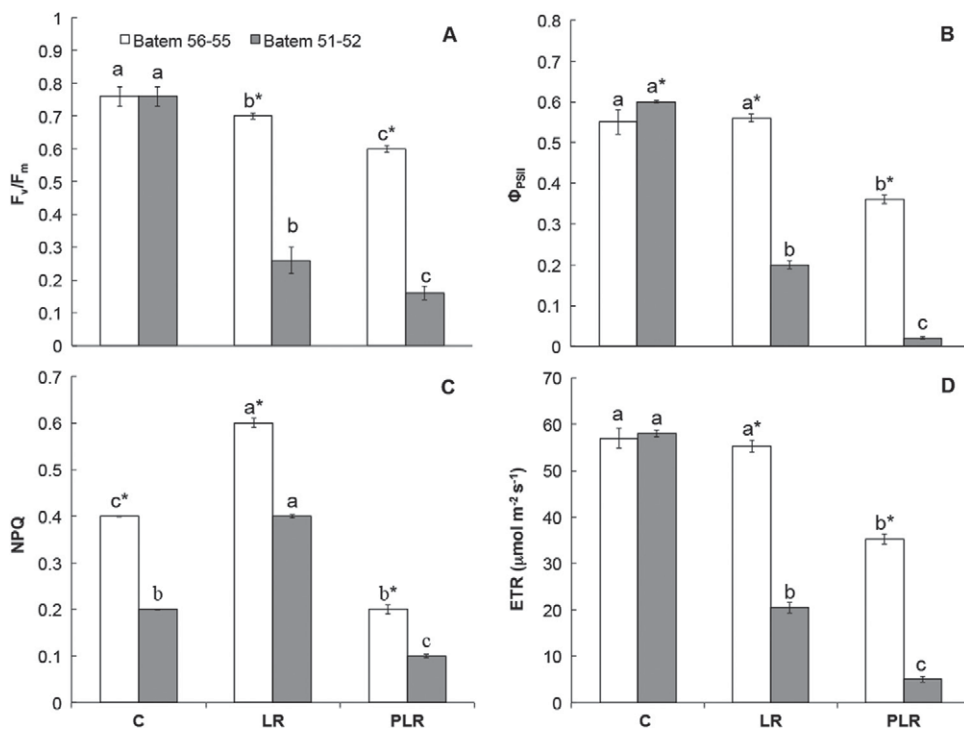 A
Batem 56-55
Batem 51-52
1
0.9
0.8
0.7
0.6
0.5
0.4
0.3
0.2
0.1
0
Fv/Fm
a
a
b*
b
c*
c
B
0.8
0.7
0.6
0.5
0.4
0.3
0.2
0.1
0
ΦPSII
a
a*
a*
b
b*
c
C
0.7
0.6
0.5
0.4
0.3
0.2
0.1
0
NPQ
c*
b
a*
a
b*
c
C
LR
PLR
D
70
60
50
40
30
20
10
0
ETR (μmol m⁻² s⁻¹)
a
a
a*
b
b*
c
C
LR
PLR